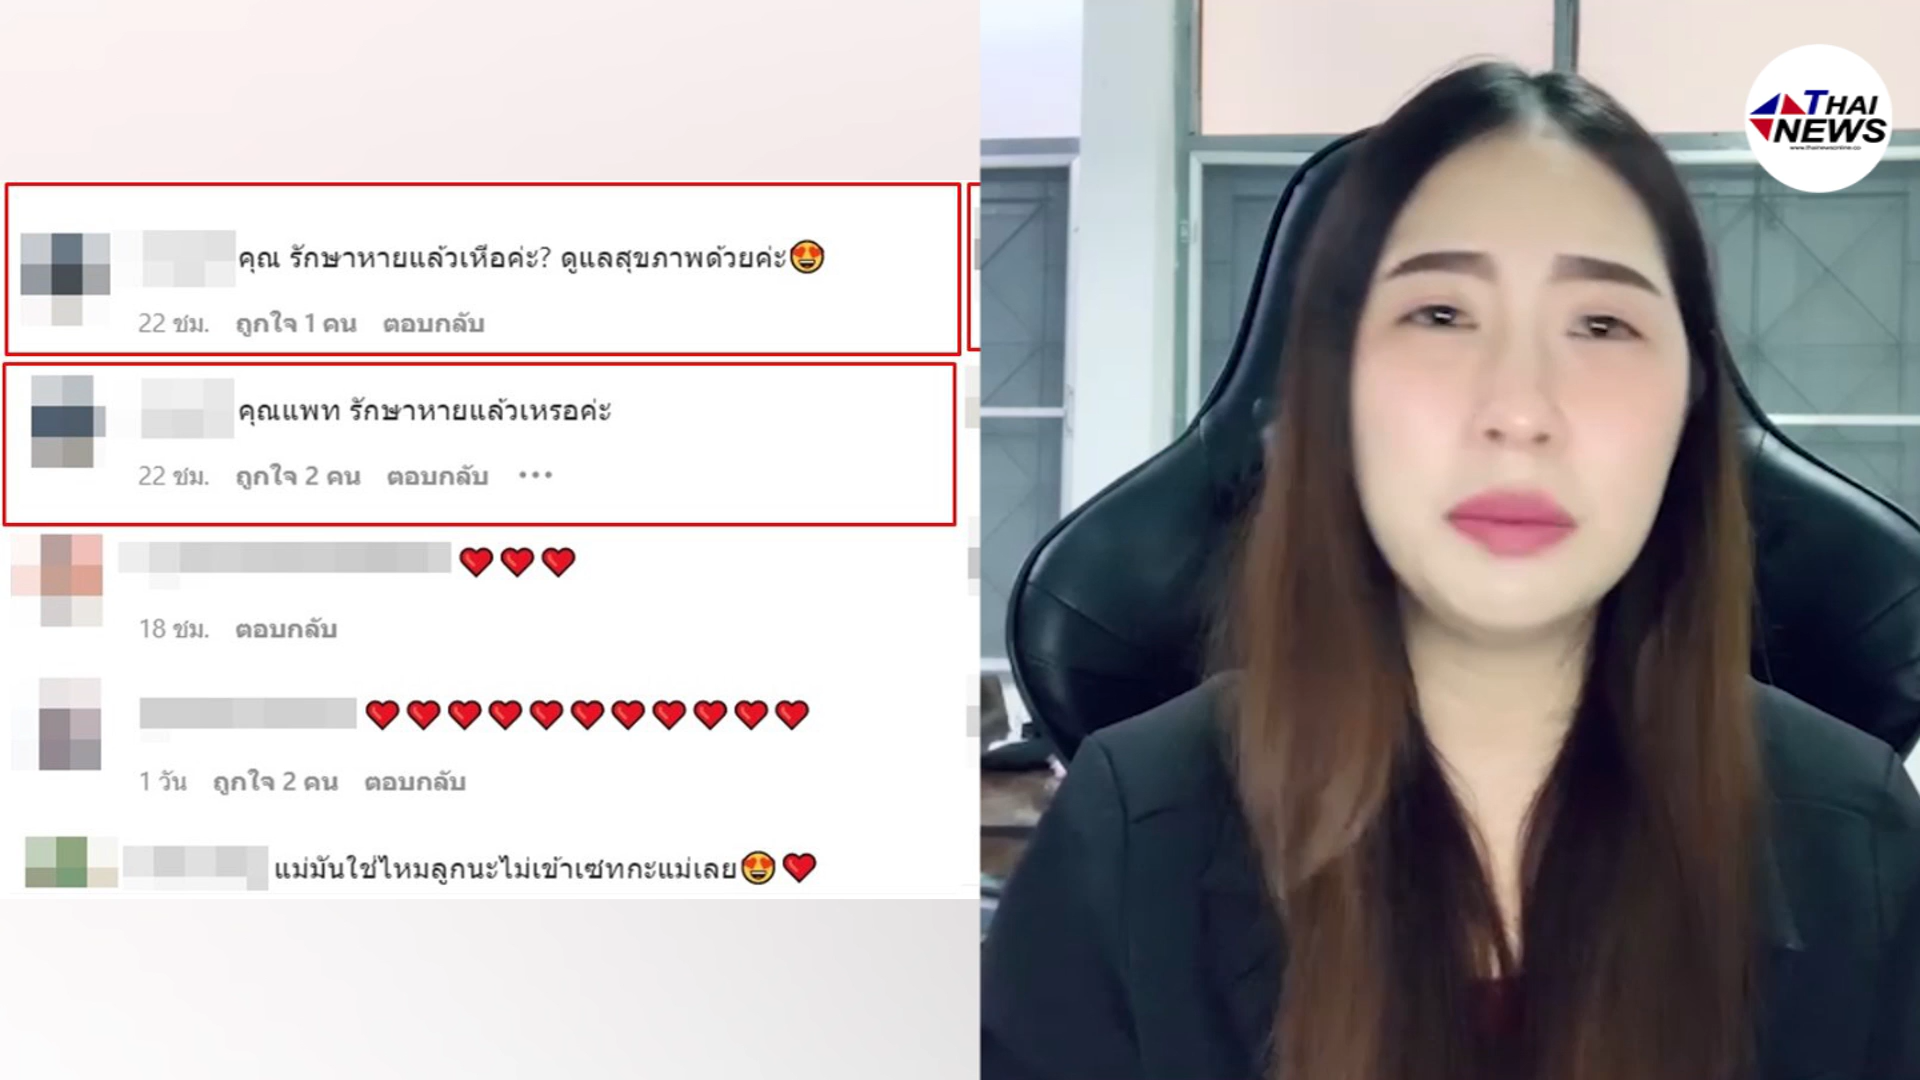 คุณ รักษาหายแล้วเหีอค่ะ? ดูแลสุขภาพด้วยค่ะ😍
22 ชม. ถูกใจ 1 คน ตอบกลับ
คุณแพท รักษาหายแล้วเหรอค่ะ
22 ชม. ถูกใจ 2 คน ตอบกลับ •••
❤❤❤
18 ชม. ตอบกลับ
❤❤❤❤❤❤❤❤❤❤❤
1 วัน ถูกใจ 2 คน ตอบกลับ
แม่มันใช่ไหมลูกนะไม่เข้าเซทกะแม่เลย😍❤
THAI
NEWS
www.thainewsonline.co